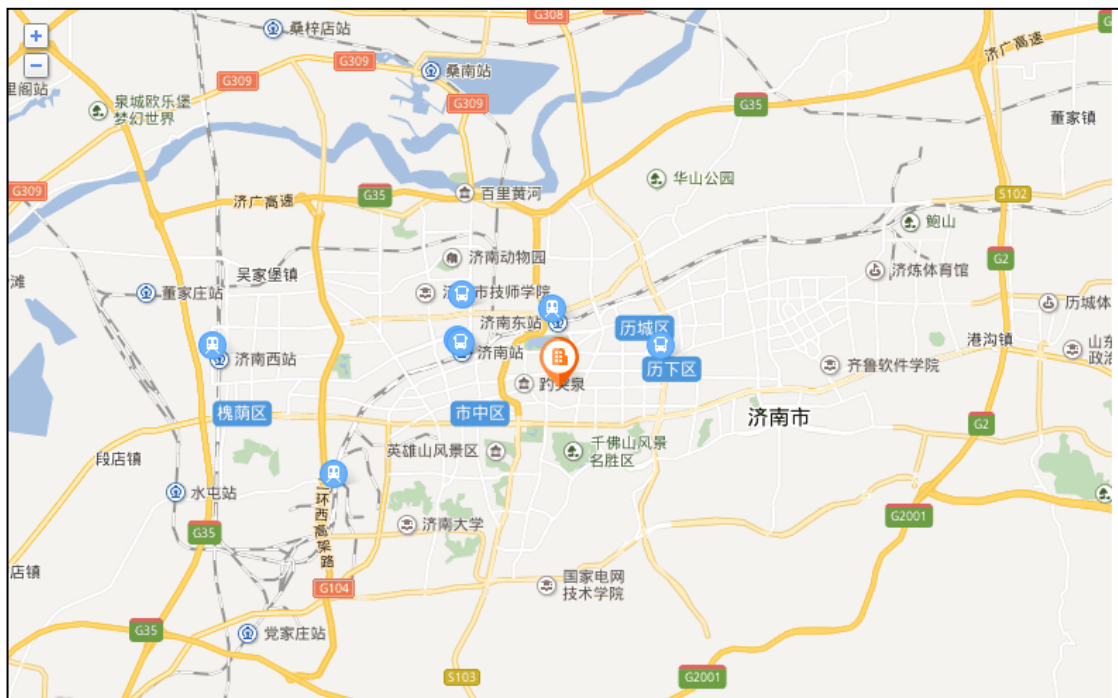 G308
桑梓店站
济广高速
G309
桑南站
里阁站
G309
G309
G35
泉城欧乐堡
梦幻世界
董家镇
华山公园
G309
百里黄河
济广高速
G35
S102
鲍山
济南动物园
G2
吴家堡镇
济炼体育馆
滩
董家庄站
市技师学院
历城体
济南东站
历城区
港沟镇
济南西站
济南站
历下区
齐鲁软件学院
山东
政治
趵突泉
槐荫区
市中区
济南市
G2
英雄山风景区
千佛山风景
名胜区
段店镇
水屯站
G2001
济南大学
G35
环西高架路
店镇
国家电网
技术学院
G104
G35
党家庄站
S103
G2001